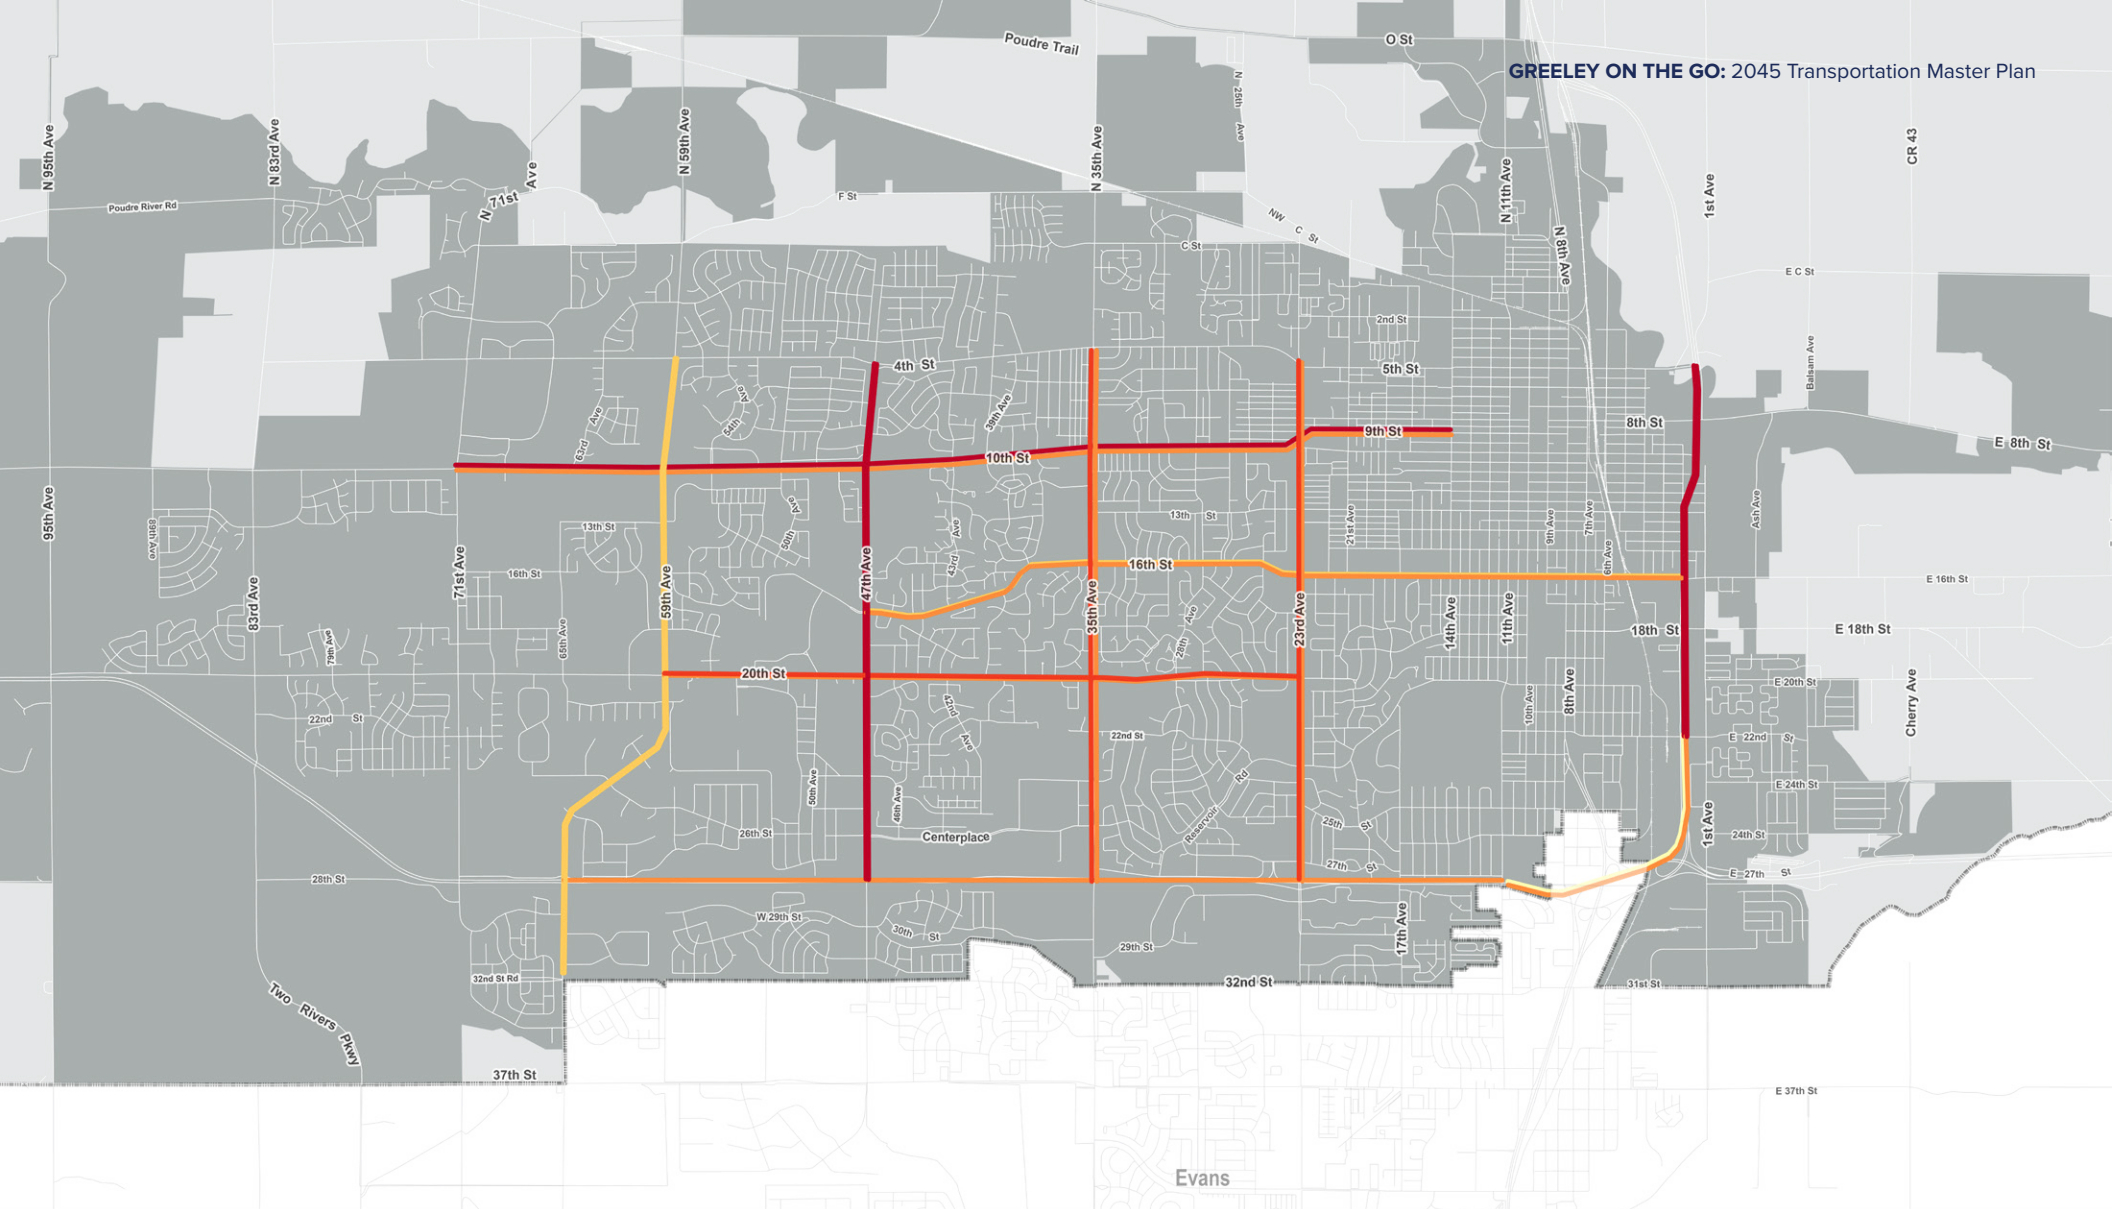 Poudre Trail
O St
GREELEY ON THE GO: 2045 Transportation Master Plan
N 95th Ave
N 83rd Ave
N 71st Ave
N 59th Ave
N 35th Ave
N 25th Ave
N 11th Ave
N 8th Ave
1st Ave
CR 43
Poudre River Rd
F St
NW C St
C St
E C St
2nd St
4th St
5th St
Balsam Ave
39th Ave
54th Ave
63rd Ave
8th St
9th St
E 8th St
10th St
95th Ave
89th Ave
83rd Ave
71st Ave
13th St
50th Ave
43rd Ave
13th St
21st Ave
9th Ave
7th Ave
6th Ave
Ash Ave
16th St
59th Ave
47th Ave
16th St
35th Ave
23rd Ave
E 16th St
79th Ave
65th Ave
28th Ave
14th Ave
11th Ave
18th St
E 18th St
20th St
E 20th St
22nd St
42nd Ave
22nd St
10th Ave
8th Ave
E 22nd St
Cherry Ave
50th Ave
46th Ave
Reservoir Rd
E 24th St
26th St
Centerplace
25th St
1st Ave
24th St
28th St
27th St
E 27th St
W 29th St
30th St
29th St
17th Ave
32nd St Rd
32nd St
31st St
Two Rivers Pkwy
37th St
E 37th St
Evans